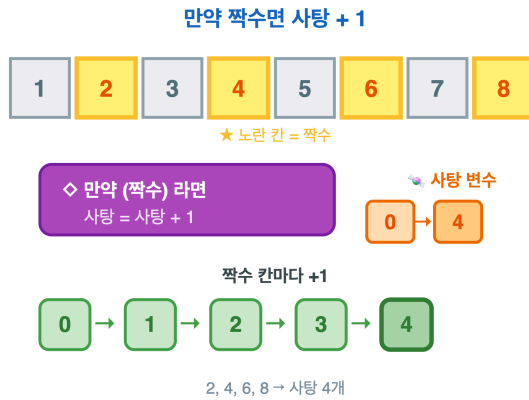 만약 짝수면 사탕 + 1
1 2 3 4 5 6 7 8
★ 노란 칸 = 짝수
◇ 만약 (짝수) 라면
사탕 = 사탕 + 1
🍬 사탕 변수
0 → 4
짝수 칸마다 +1
0 → 1 → 2 → 3 → 4
2, 4, 6, 8 → 사탕 4개